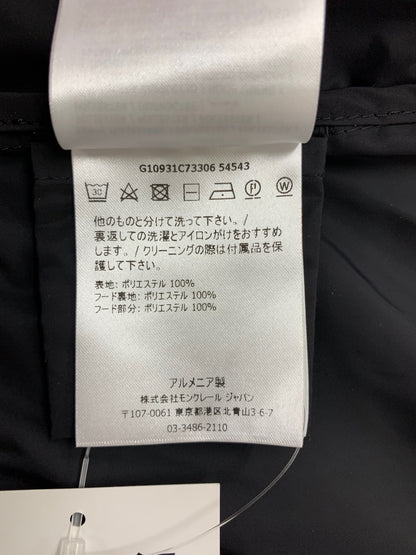 G10931C73306 54543
30 P W
他のものと分けて洗って下さい。/
裏返しての洗濯とアイロンがけをおすすめ
します。/ クリーニングの際は付属品を保
護して下さい。
表地: ポリエステル 100%
フード裏地: ポリエステル 100%
フード部分: ポリエステル 100%
アルメニア製
株式会社モンクレール ジャパン
〒107-0061 東京都港区北青山3-6-7
03-3486-2110